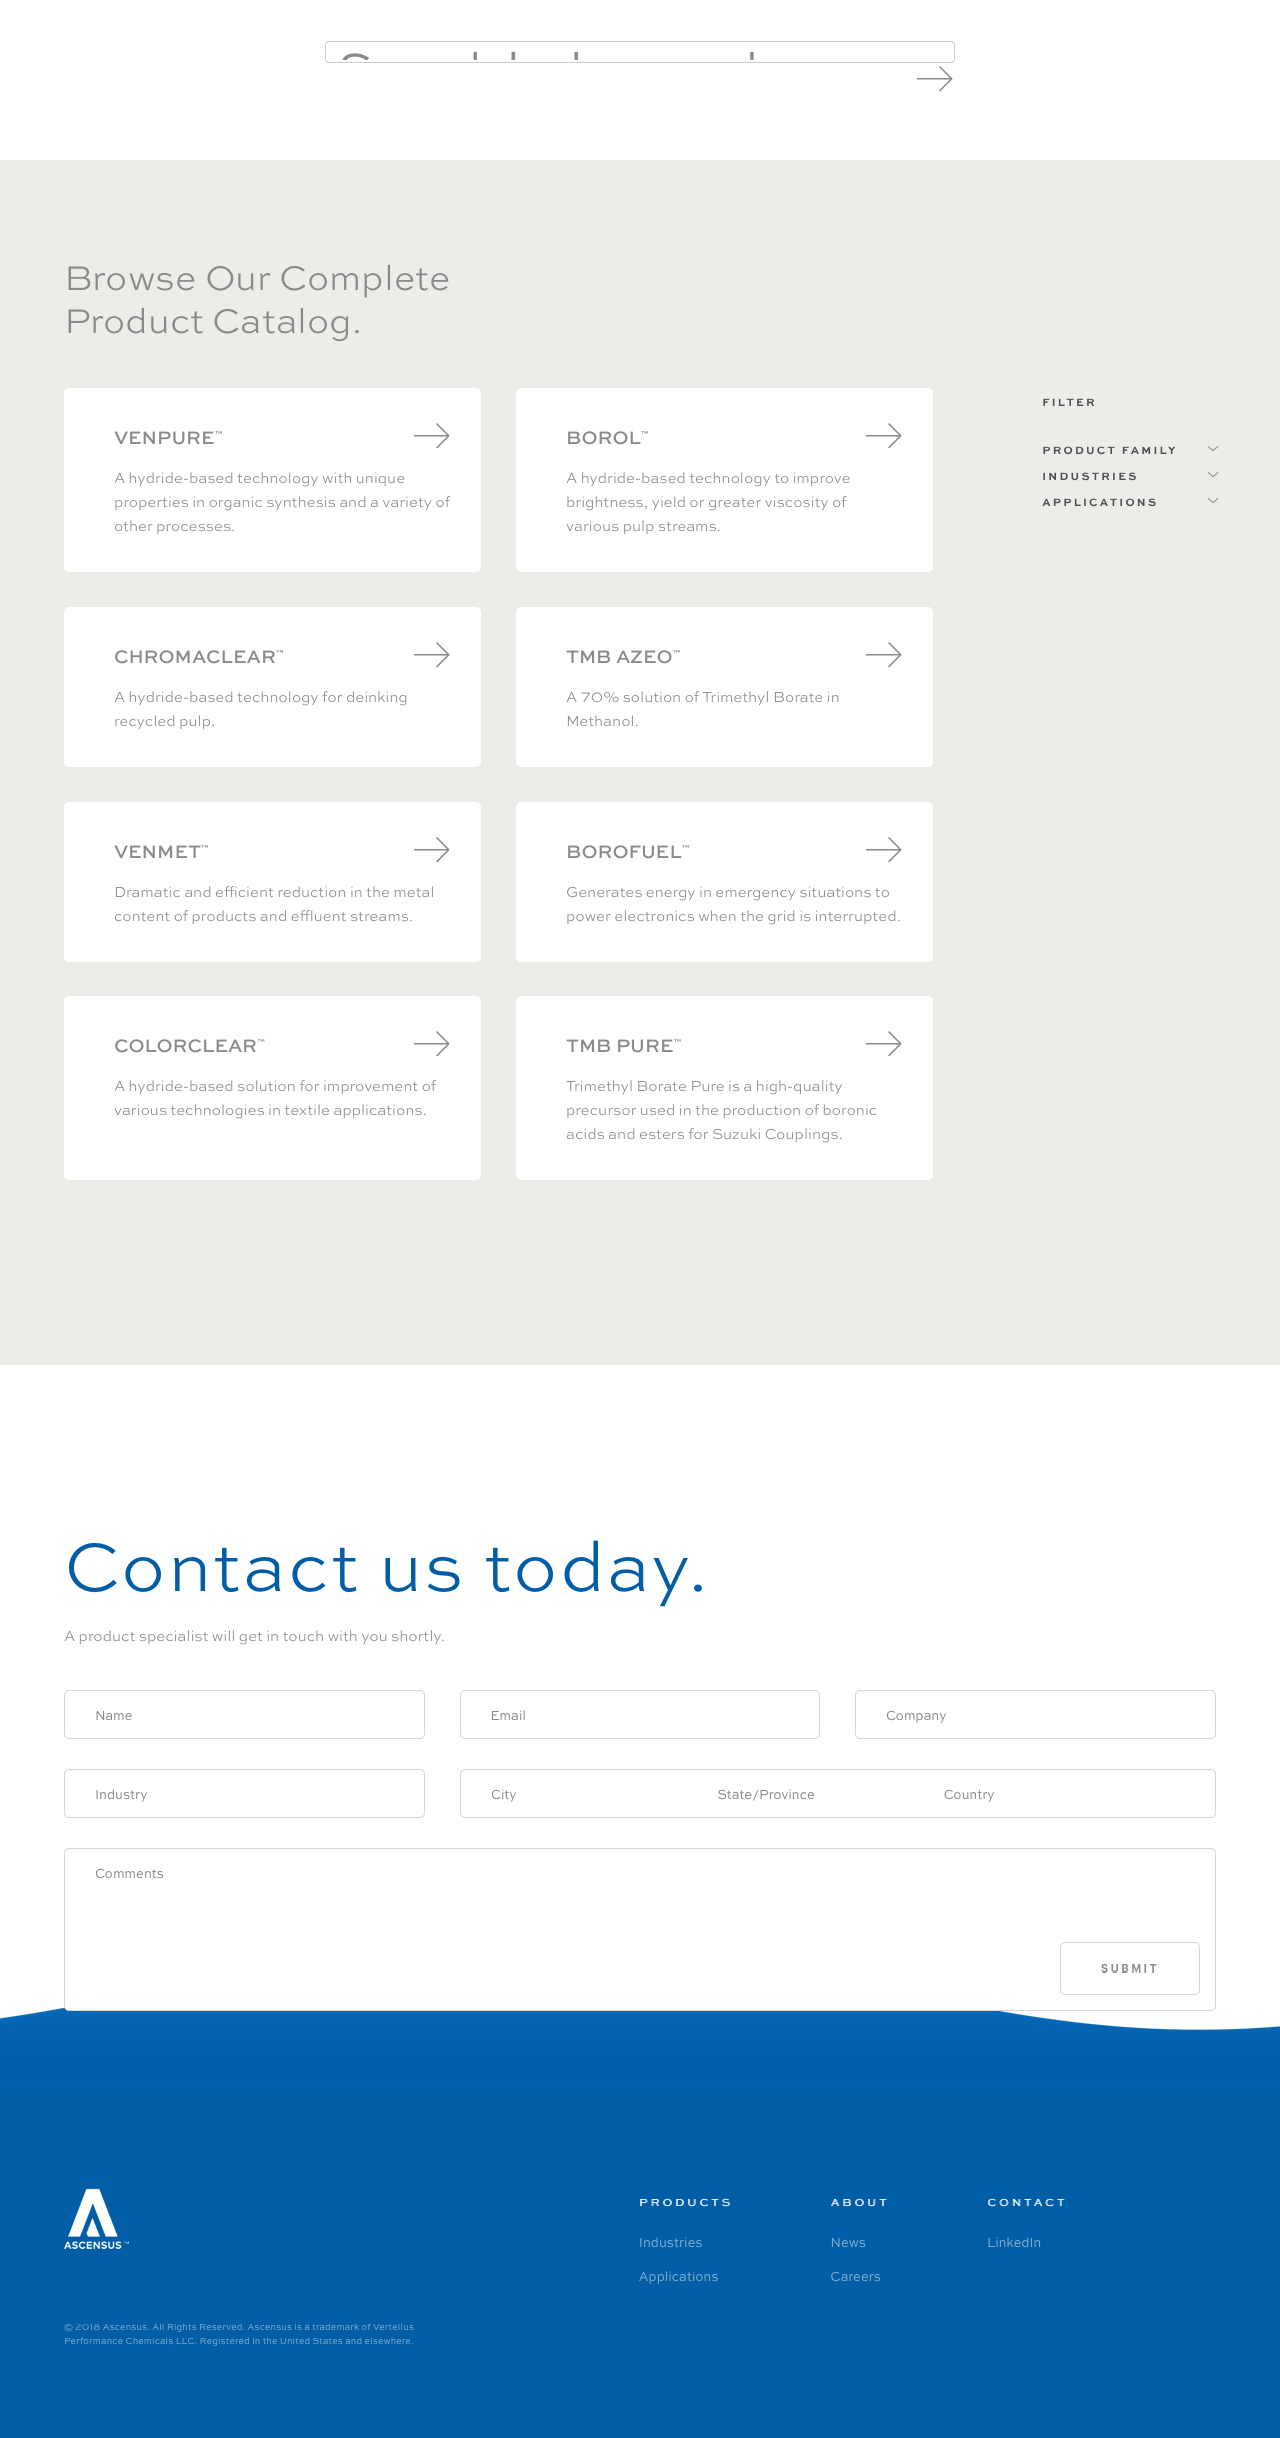 Browse Our Complete
Product Catalog.
VENPURE™
A hydride-based technology with unique
properties in organic synthesis and a variety of
other processes.
BOROL™
A hydride-based technology to improve
brightness, yield or greater viscosity of
various pulp streams.
FILTER
PRODUCT FAMILY
INDUSTRIES
APPLICATIONS
CHROMACLEAR™
A hydride-based technology for deinking
recycled pulp.
TMB AZEO™
A 70% solution of Trimethyl Borate in
Methanol.
VENMET™
Dramatic and efficient reduction in the metal
content of products and effluent streams.
BOROFUEL™
Generates energy in emergency situations to
power electronics when the grid is interrupted.
COLORCLEAR™
A hydride-based solution for improvement of
various technologies in textile applications.
TMB PURE™
Trimethyl Borate Pure is a high-quality
precursor used in the production of boronic
acids and esters for Suzuki Couplings.
Contact us today.
A product specialist will get in touch with you shortly.
Name
Email
Company
Industry
City
State/Province
Country
Comments
SUBMIT
ASCENSUS™
PRODUCTS
Industries
Applications
ABOUT
News
Careers
CONTACT
LinkedIn
© 2018 Ascensus. All Rights Reserved. Ascensus is a trademark of Vertellus
Performance Chemicals LLC. Registered in the United States and elsewhere.